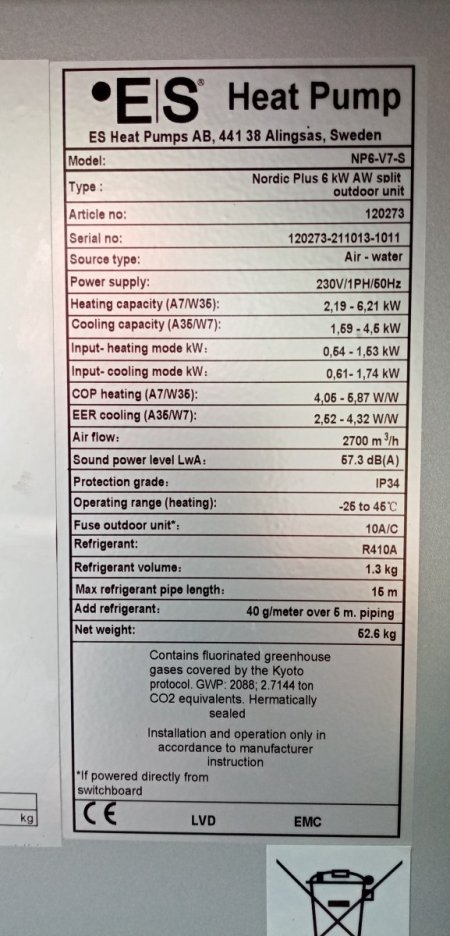 ES® Heat Pump
ES Heat Pumps AB, 441 38 Alingsås, Sweden
Model: NP6-V7-S
Type : Nordic Plus 6 kW AW split
outdoor unit
Article no: 120273
Serial no: 120273-211013-1011
Source type: Air - water
Power supply: 230V/1PH/50Hz
Heating capacity (A7/W35): 2,19 - 6,21 kW
Cooling capacity (A35/W7): 1,59 - 4,5 kW
Input- heating mode kW: 0,54 - 1,53 kW
Input- cooling mode kW: 0,61- 1,74 kW
COP heating (A7/W35): 4,05 - 5,87 W/W
EER cooling (A35/W7): 2,52 - 4,32 W/W
Air flow: 2700 m³/h
Sound power level LwA: 57.3 dB(A)
Protection grade: IP34
Operating range (heating): -25 to 45℃
Fuse outdoor unit*: 10A/C
Refrigerant: R410A
Refrigerant volume: 1.3 kg
Max refrigerant pipe length: 15 m
Add refrigerant: 40 g/meter over 5 m. piping
Net weight: 52.6 kg
Contains fluorinated greenhouse
gases covered by the Kyoto
protocol. GWP: 2088; 2.7144 ton
CO2 equivalents. Hermatically
sealed
Installation and operation only in
accordance to manufacturer
instruction
*If powered directly from
switchboard
CE LVD EMC
kg